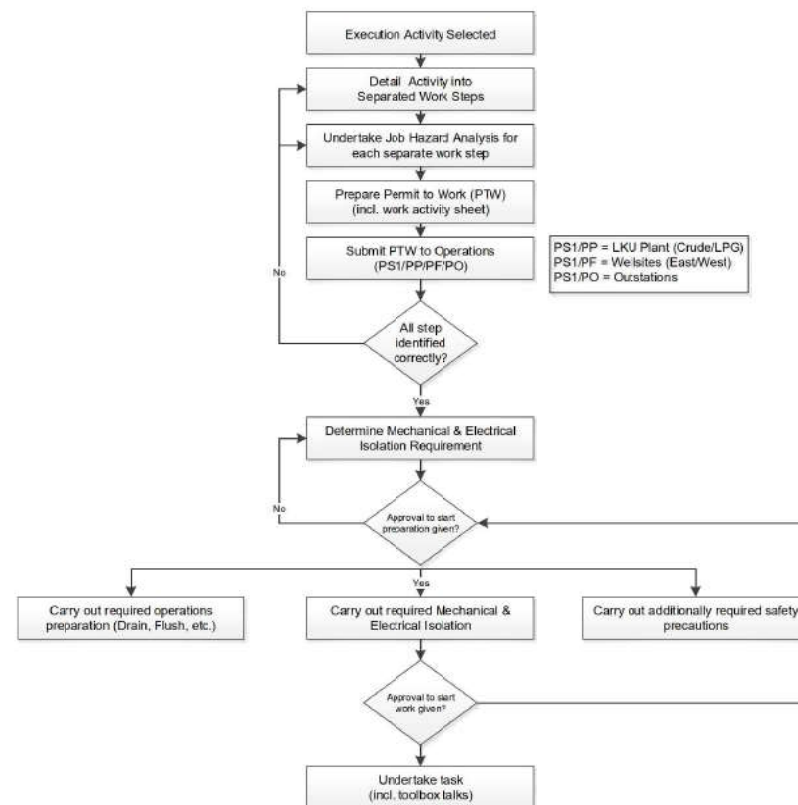 Execution Activity Selected
Detail Activity into
Separated Work Steps
Undertake Job Hazard Analysis for
each separate work step
Prepare Permit to Work (PTW)
(incl. work activity sheet)
Submit PTW to Operations
(PS1/PP/PF/PO)
PS1/PP = LKU Plant (Crude/LPG)
PS1/PF = Wellsites (East/West)
PS1/PO = Outstations
No
All step
identified
correctly?
Yes
Determine Mechanical & Electrical
Isolation Requirement
No
Approval to start
preparation given?
Yes
Carry out required operations
preparation (Drain, Flush, etc.)
Carry out required Mechanical &
Electrical Isolation
Carry out additionally required safety
precautions
Approval to start
work given?
Undertake task
(incl. toolbox talks)